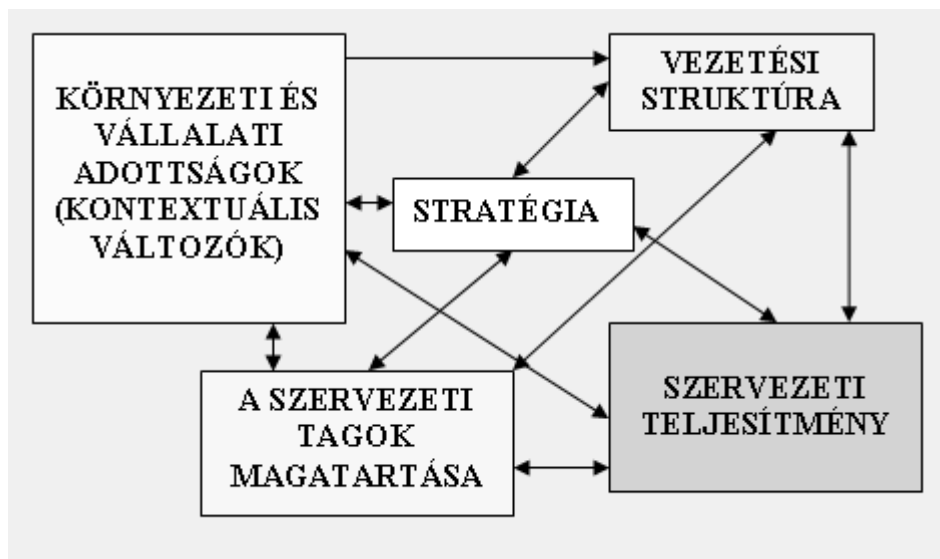 KÖRNYEZETI ÉS
VÁLLALATI
ADOTTSÁGOK
(KONTEXTUÁLIS
VÁLTOZÓK)
VEZETÉSI
STRUKTÚRA
STRATÉGIA
A SZERVEZETI
TAGOK
MAGATARTÁSA
SZERVEZETI
TELJESÍTMÉNY